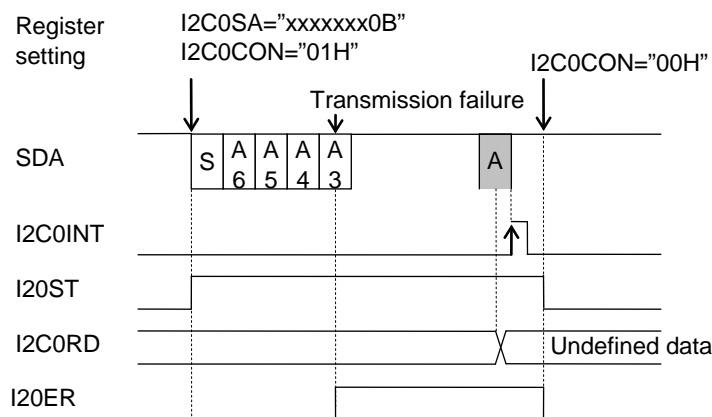 Register
setting
I2C0SA="xxxxxxx0B"
I2C0CON="01H"
I2C0CON="00H"
Transmission failure
SDA
S
A
6
A
5
A
4
A
3
A
I2C0INT
I20ST
I2C0RD
Undefined data
I20ER